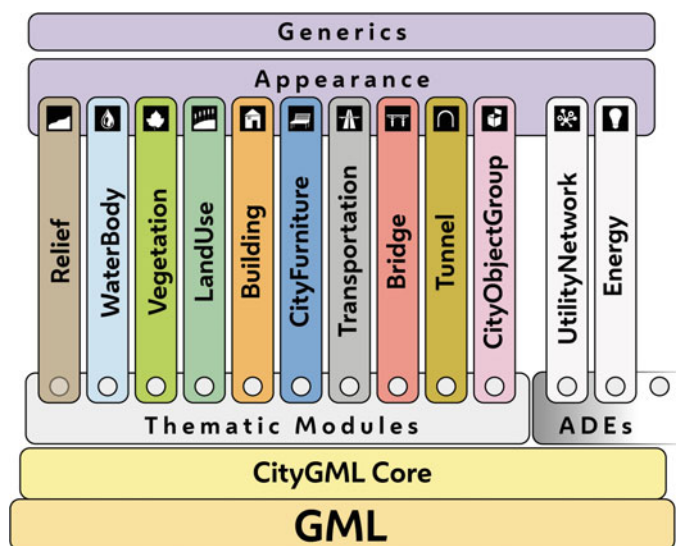 Generics
Appearance
Relief
WaterBody
Vegetation
LandUse
Building
CityFurniture
Transportation
Bridge
Tunnel
CityObjectGroup
UtilityNetwork
Energy
Thematic Modules
ADEs
CityGML Core
GML